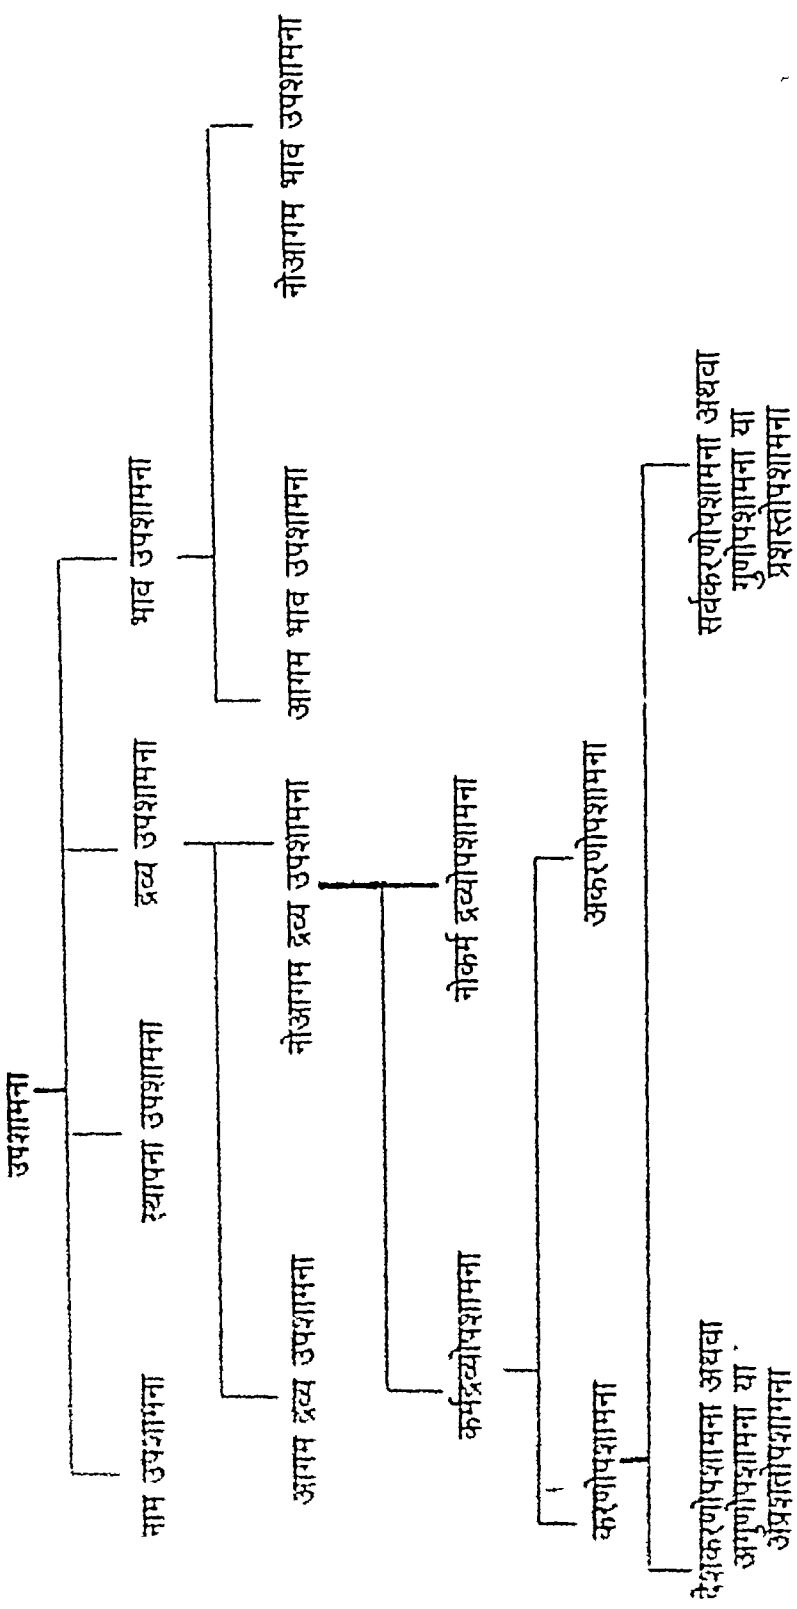 उपशामना
नाम उपशामना
स्थापना उपशामना
द्रव्य उपशामना
भाव उपशामना
आगम द्रव्य उपशामना
नोआगम द्रव्य उपशामना
आगम भाव उपशामना
नोआगम भाव उपशामना
कर्मद्रव्योपशामना
नोकर्म द्रव्योपशामना
करणोपशामना
अकरणोपशामना
देशकरणोपशामना अथवा
अगुणोपशामना या
अप्रशस्तोपशामना
सर्वकरणोपशामना अथवा
गुणोपशामना या
प्रशस्तोपशामना